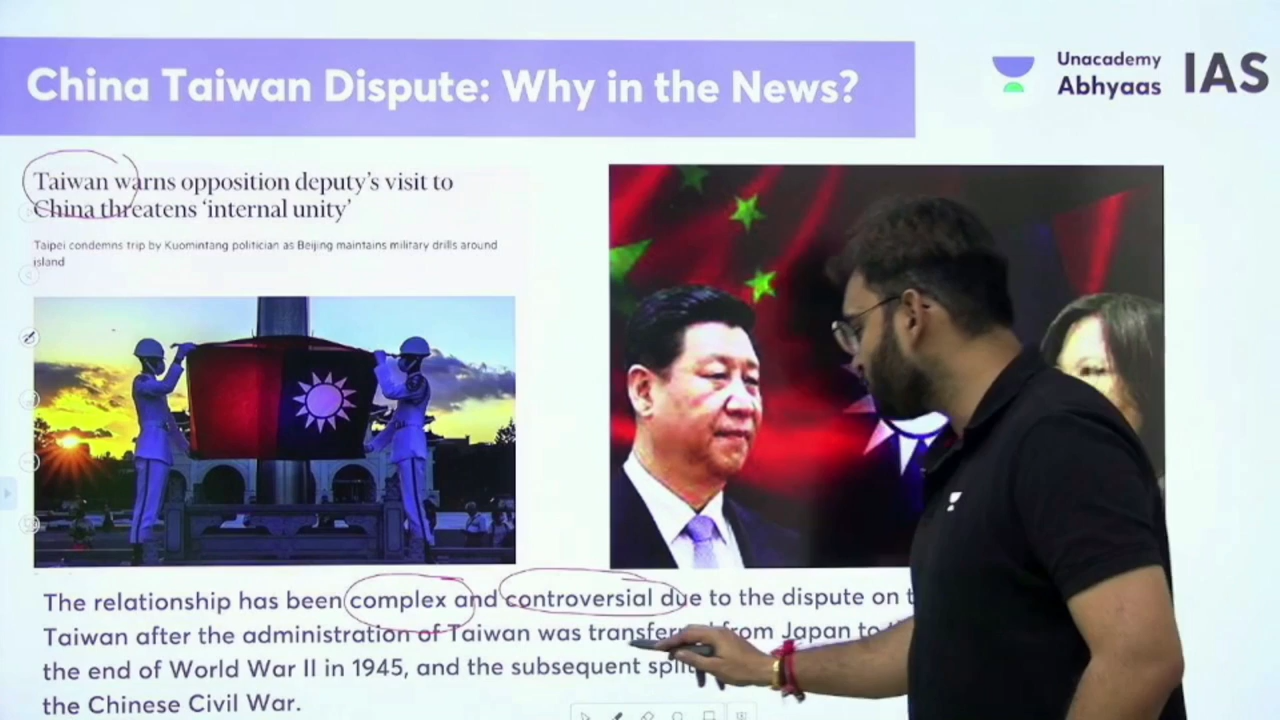 China Taiwan Dispute: Why in the News?
Unacademy
Abhyaas
IAS
Taiwan warns opposition deputy's visit to
China threatens 'internal unity'
Taipei condemns trip by Kuomintang politician as Beijing maintains military drills around
island
The relationship has been complex and controversial due to the dispute on
Taiwan after the administration of Taiwan was from Japan to
the end of World War II in 1945, and the subsequent split
the Chinese Civil War.